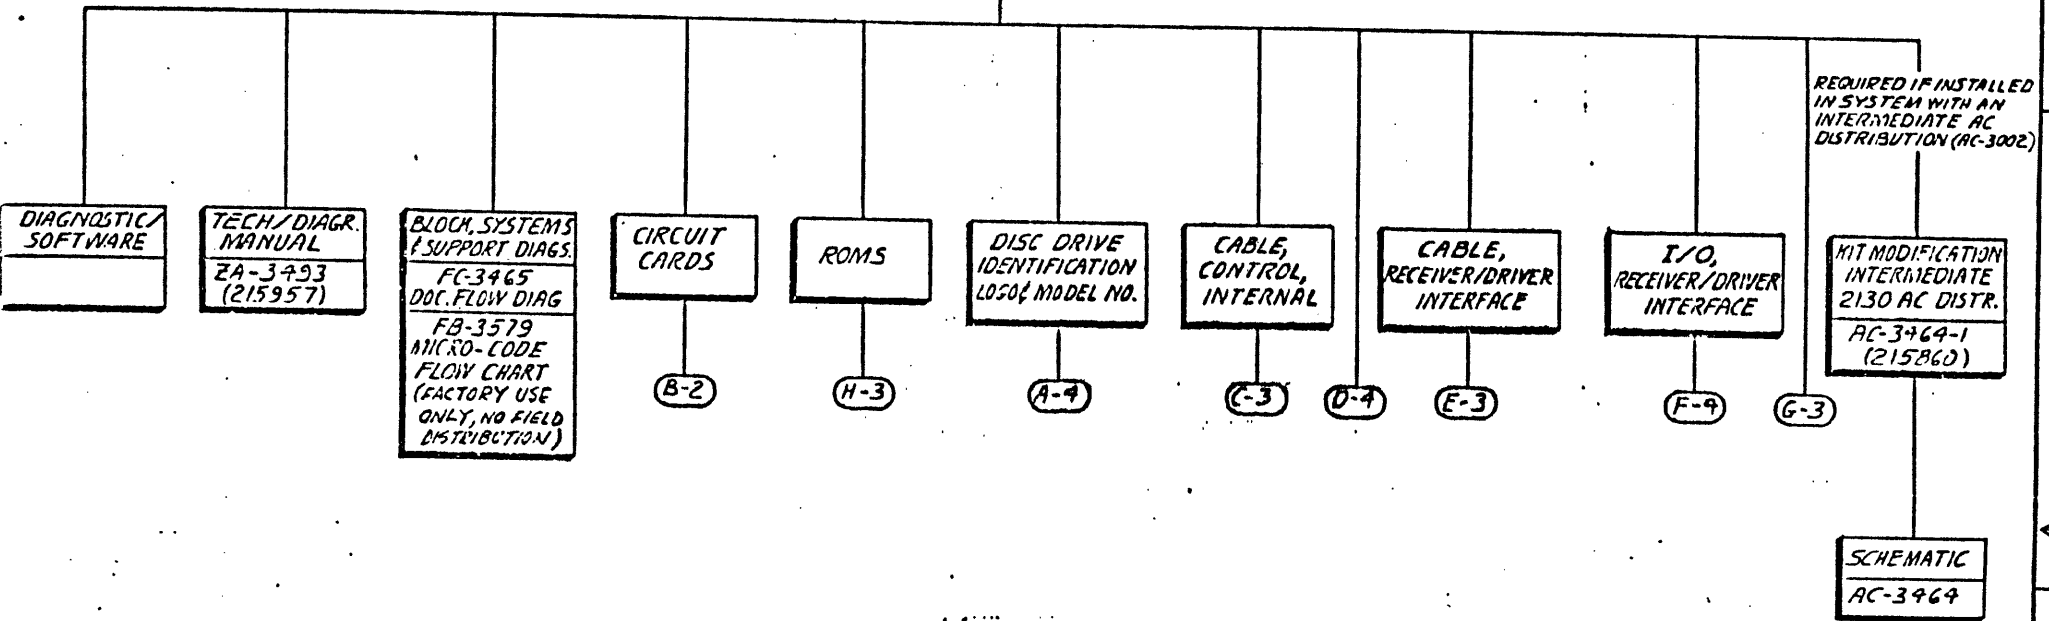 REQUIRED IF INSTALLED
IN SYSTEM WITH AN
INTERMEDIATE AC
DISTRIBUTION (AC-3002)
DIAGNOSTIC/
SOFTWARE
TECH/DIAGR.
MANUAL
ZA-3493
(215957)
BLOCK, SYSTEMS
& SUPPORT DIAGS.
FC-3465
DOC. FLOW DIAG
FB-3579
MICRO-CODE
FLOW CHART
(FACTORY USE
ONLY, NO FIELD
DISTRIBUTION)
CIRCUIT
CARDS
B-2
ROMS
H-3
DISC DRIVE
IDENTIFICATION
LOGO & MODEL NO.
A-4
CABLE,
CONTROL,
INTERNAL
C-3
D-4
CABLE,
RECEIVER/DRIVER
INTERFACE
E-3
I/O,
RECEIVER/DRIVER
INTERFACE
F-4
G-3
KIT MODIFICATION
INTERMEDIATE
2130 AC DISTR.
AC-3464-1
(215860)
SCHEMATIC
AC-3464